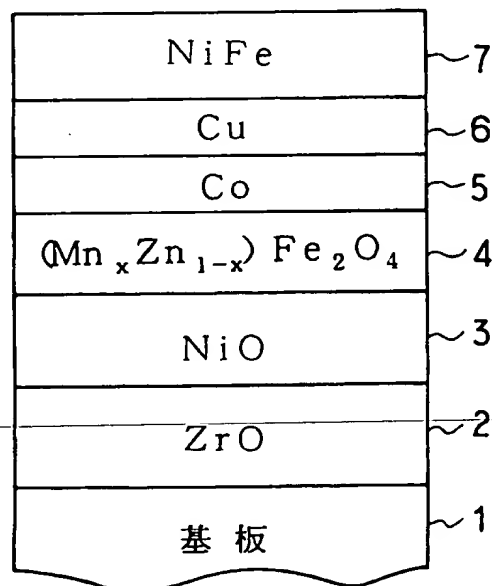 NiFe 7
Cu 6
Co 5
(Mn x Zn 1-x) Fe 2 O 4 4
NiO 3
ZrO 2
基板 1